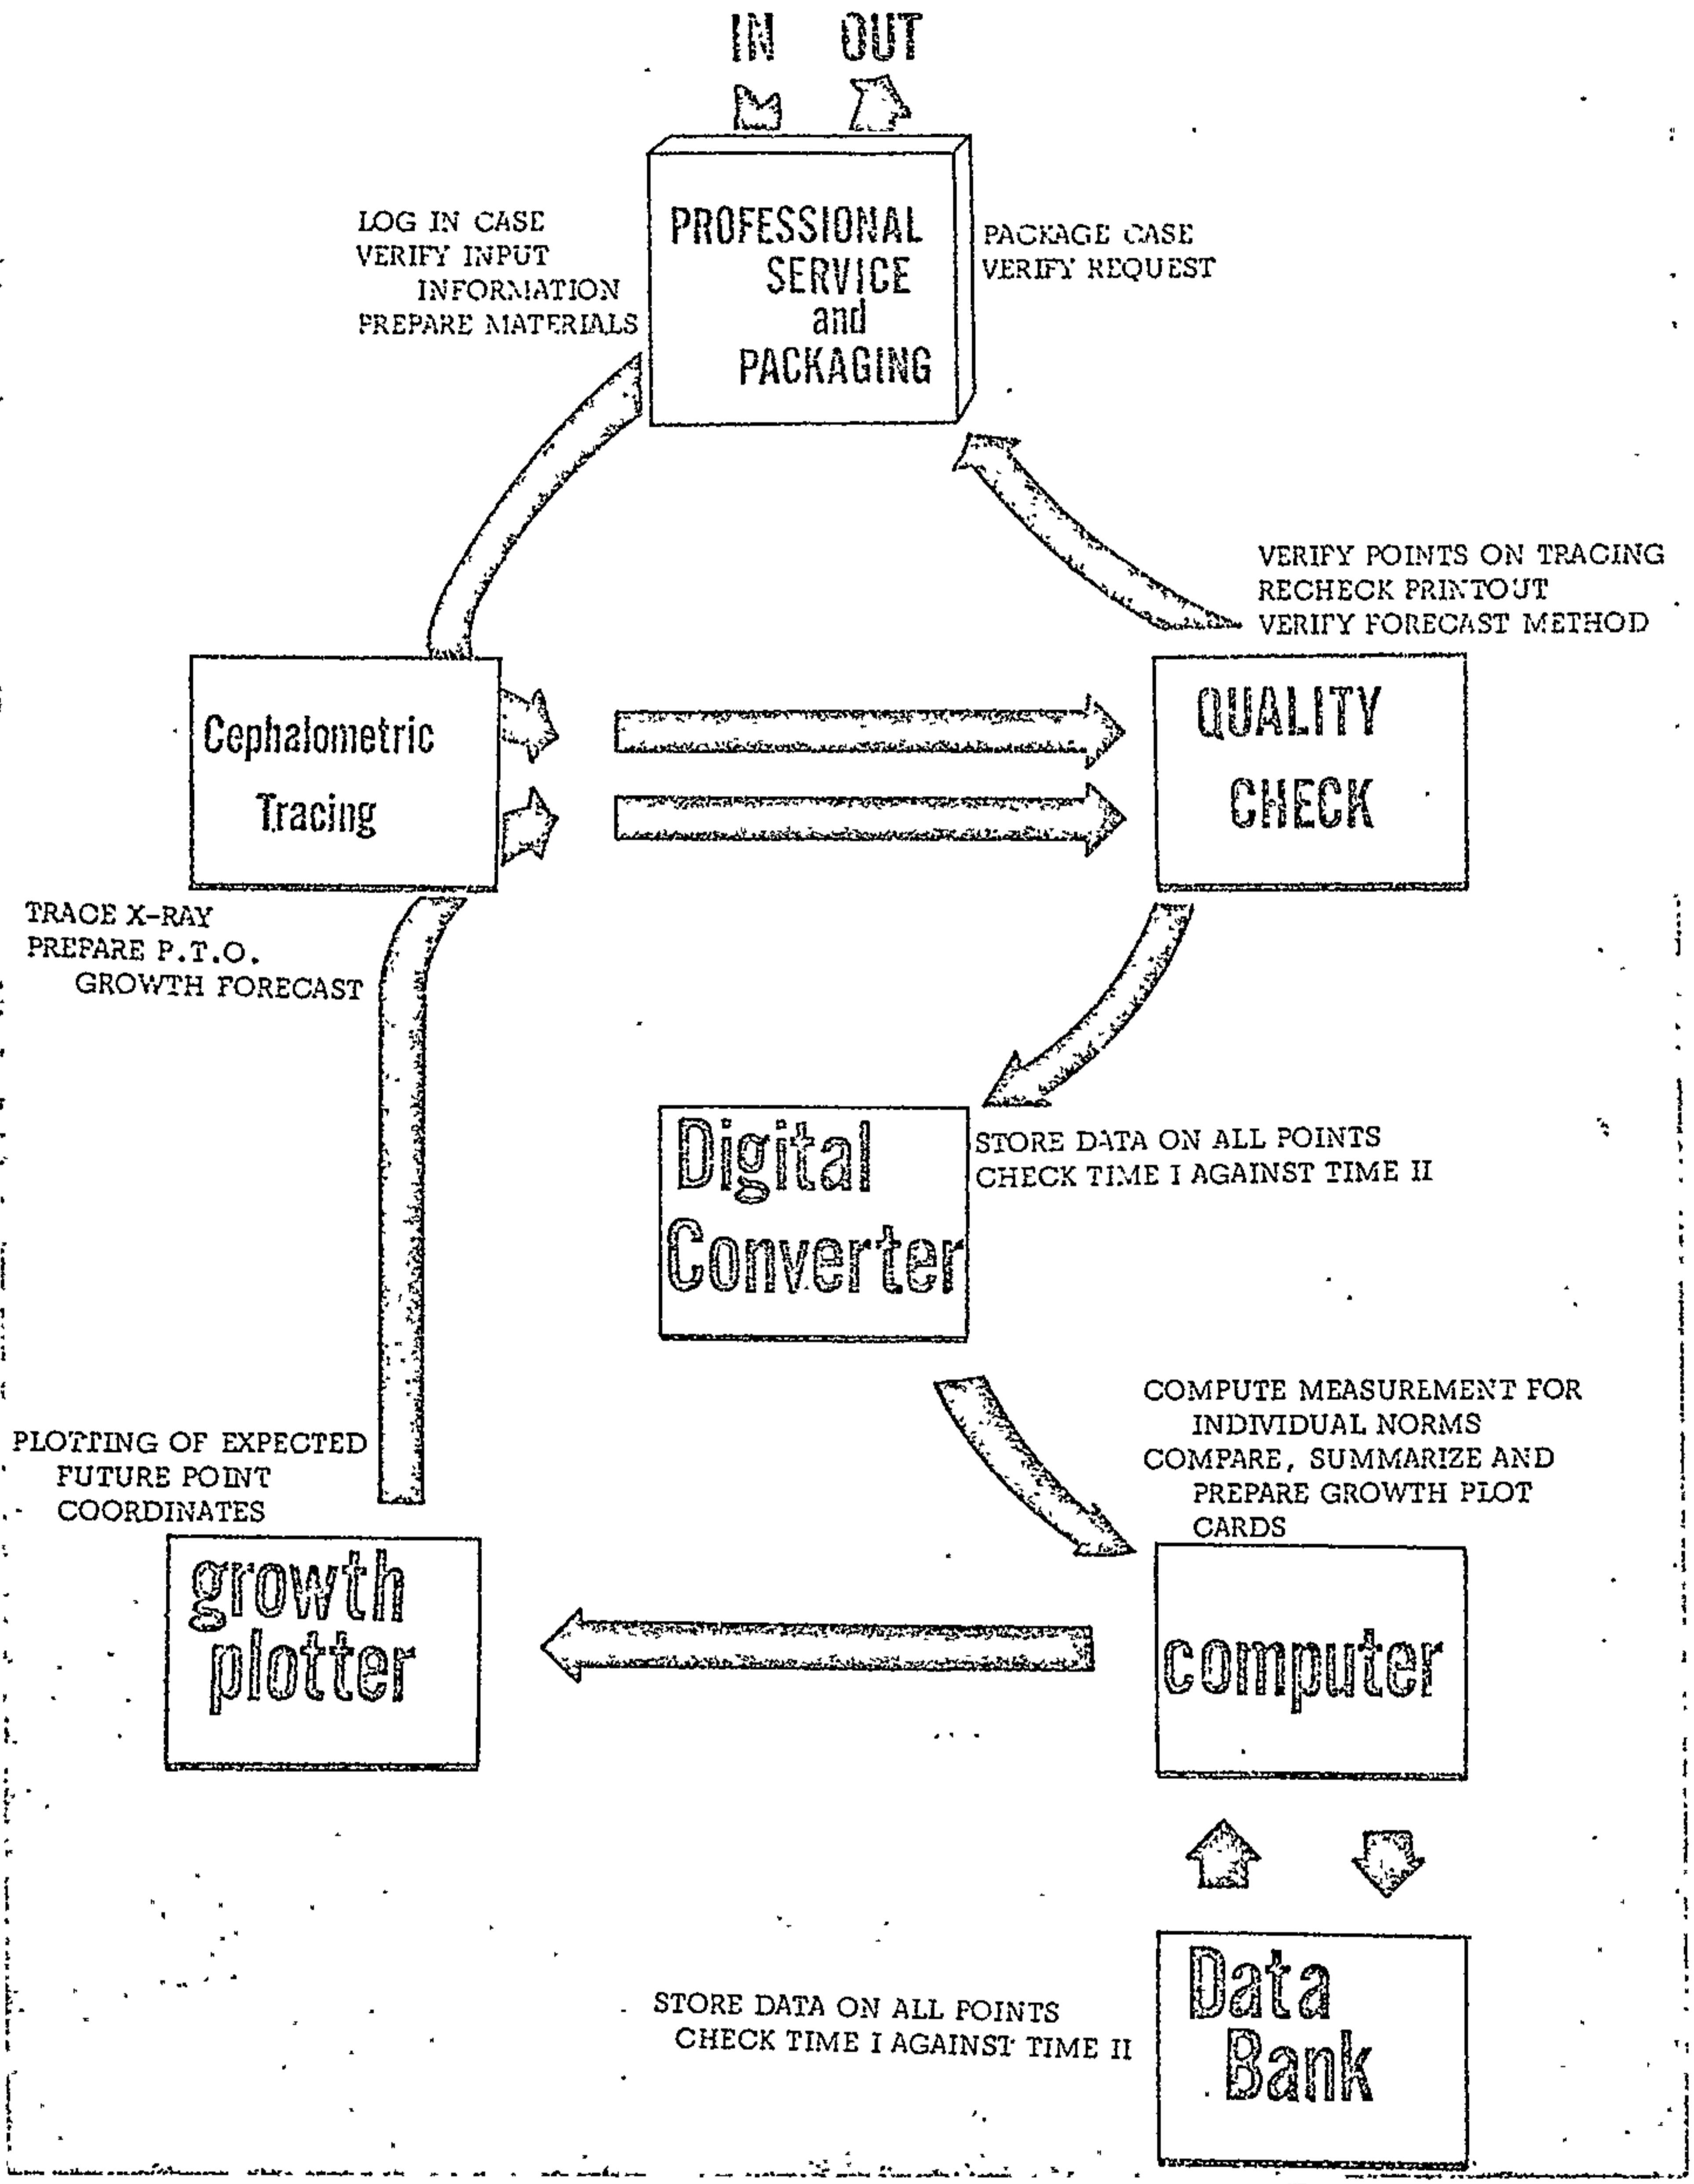 IN OUT
PROFESSIONAL
SERVICE
and
PACKAGING
LOG IN CASE
VERIFY INPUT
INFORMATION
PREPARE MATERIALS
PACKAGE CASE
VERIFY REQUEST
VERIFY POINTS ON TRACING
RECHECK PRINTOUT
VERIFY FORECAST METHOD
Cephalometric
Tracing
QUALITY
CHECK
TRACE X-RAY
PREPARE P.T.O.
GROWTH FORECAST
Digital
Converter
STORE DATA ON ALL POINTS
CHECK TIME I AGAINST TIME II
COMPUTE MEASUREMENT FOR
INDIVIDUAL NORMS
COMPARE, SUMMARIZE AND
PREPARE GROWTH PLOT
CARDS
PLOTTING OF EXPECTED
FUTURE POINT
COORDINATES
growth
plotter
computer
STORE DATA ON ALL POINTS
CHECK TIME I AGAINST TIME II
Data
Bank